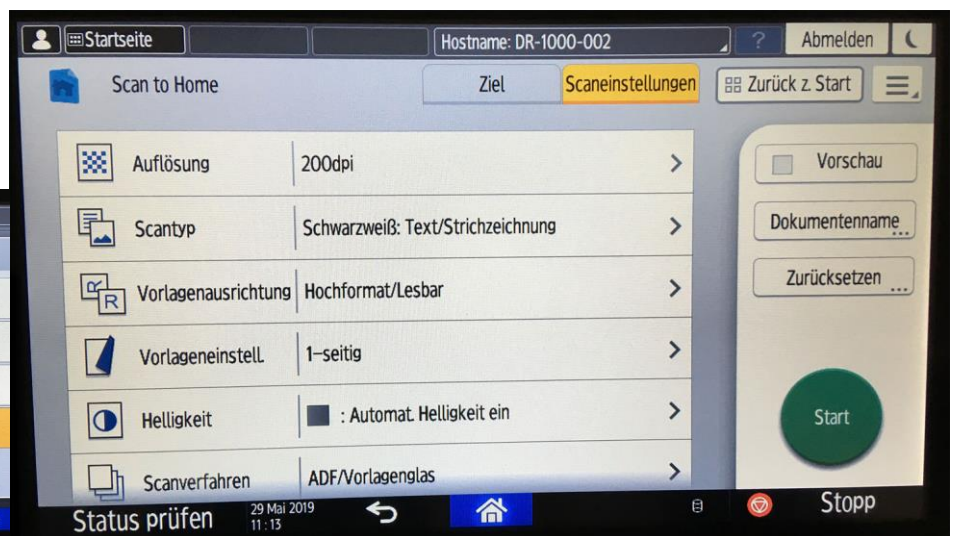 Startseite
Hostname: DR-1000-002
?
Abmelden
Scan to Home
Ziel
Scaneinstellungen
Zurück z. Start
Auflösung
200dpi
>
Scantyp
Schwarzweiß: Text/Strichzeichnung
>
R
R
Vorlagenausrichtung
Hochformat/Lesbar
>
Vorlageneinstell.
1-seitig
>
Helligkeit
: Automat. Helligkeit ein
>
Scanverfahren
ADF/Vorlagenglas
>
Vorschau
Dokumentenname...
Zurücksetzen ...
Start
Status prüfen
29 Mai 2019
11:13
Stopp